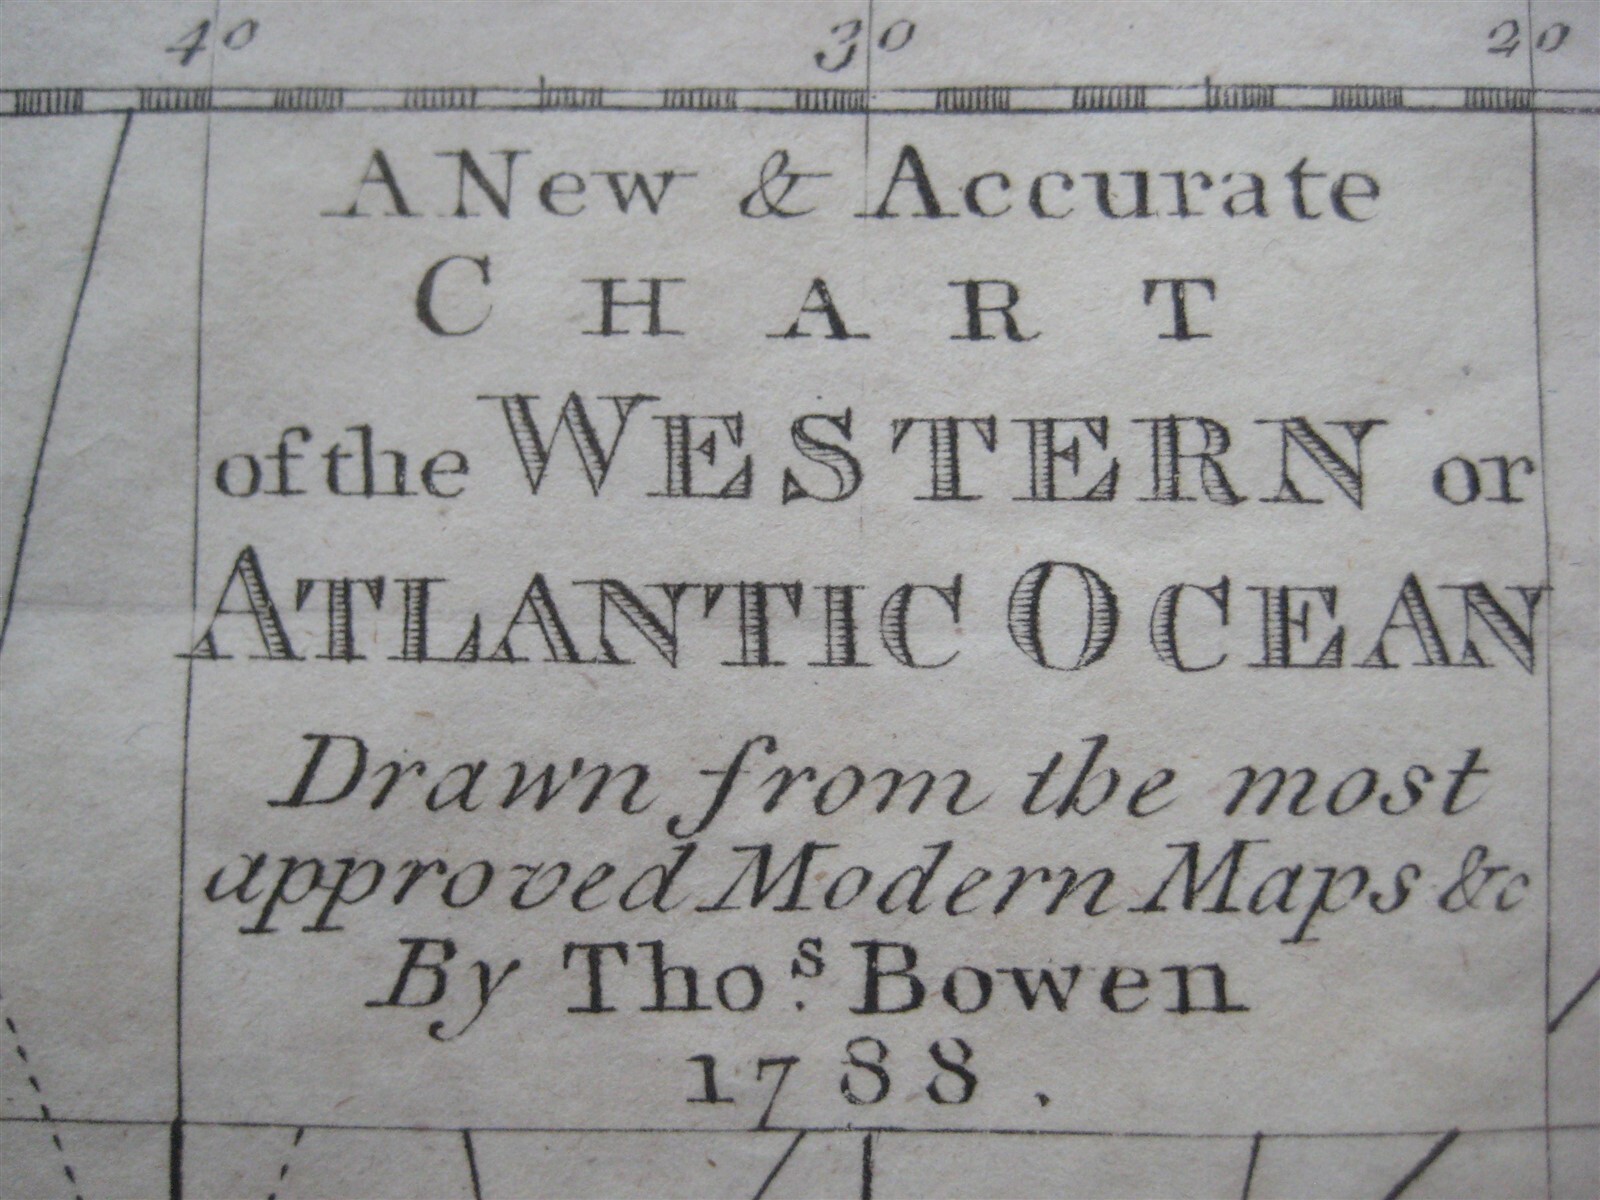 40 30 20
A New & Accurate
CHART
of the WESTERN or
ATLANTIC OCEAN
Drawn from the most
approved Modern Maps &c
By Thos. Bowen
1788.